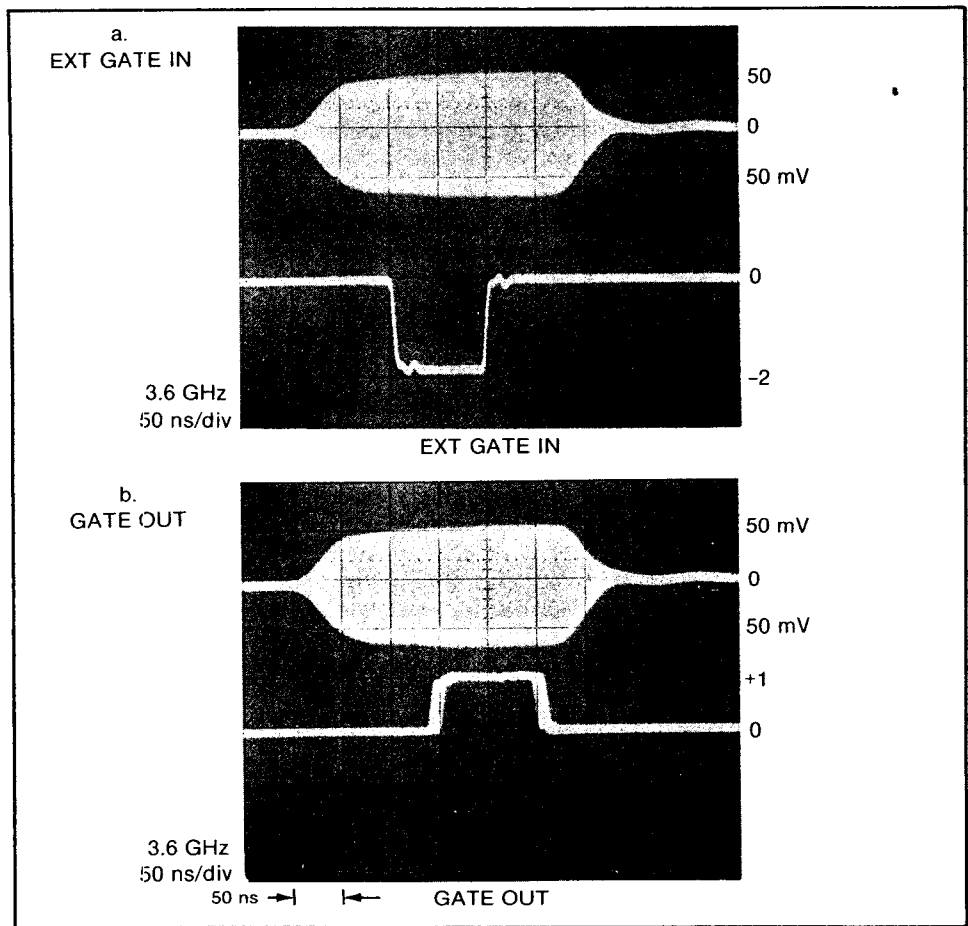 a.
EXT GATE IN
50
0
50 mV
0
-2
3.6 GHz
50 ns/div
EXT GATE IN
b.
GATE OUT
50 mV
0
50 mV
+1
0
3.6 GHz
50 ns/div
50 ns
GATE OUT